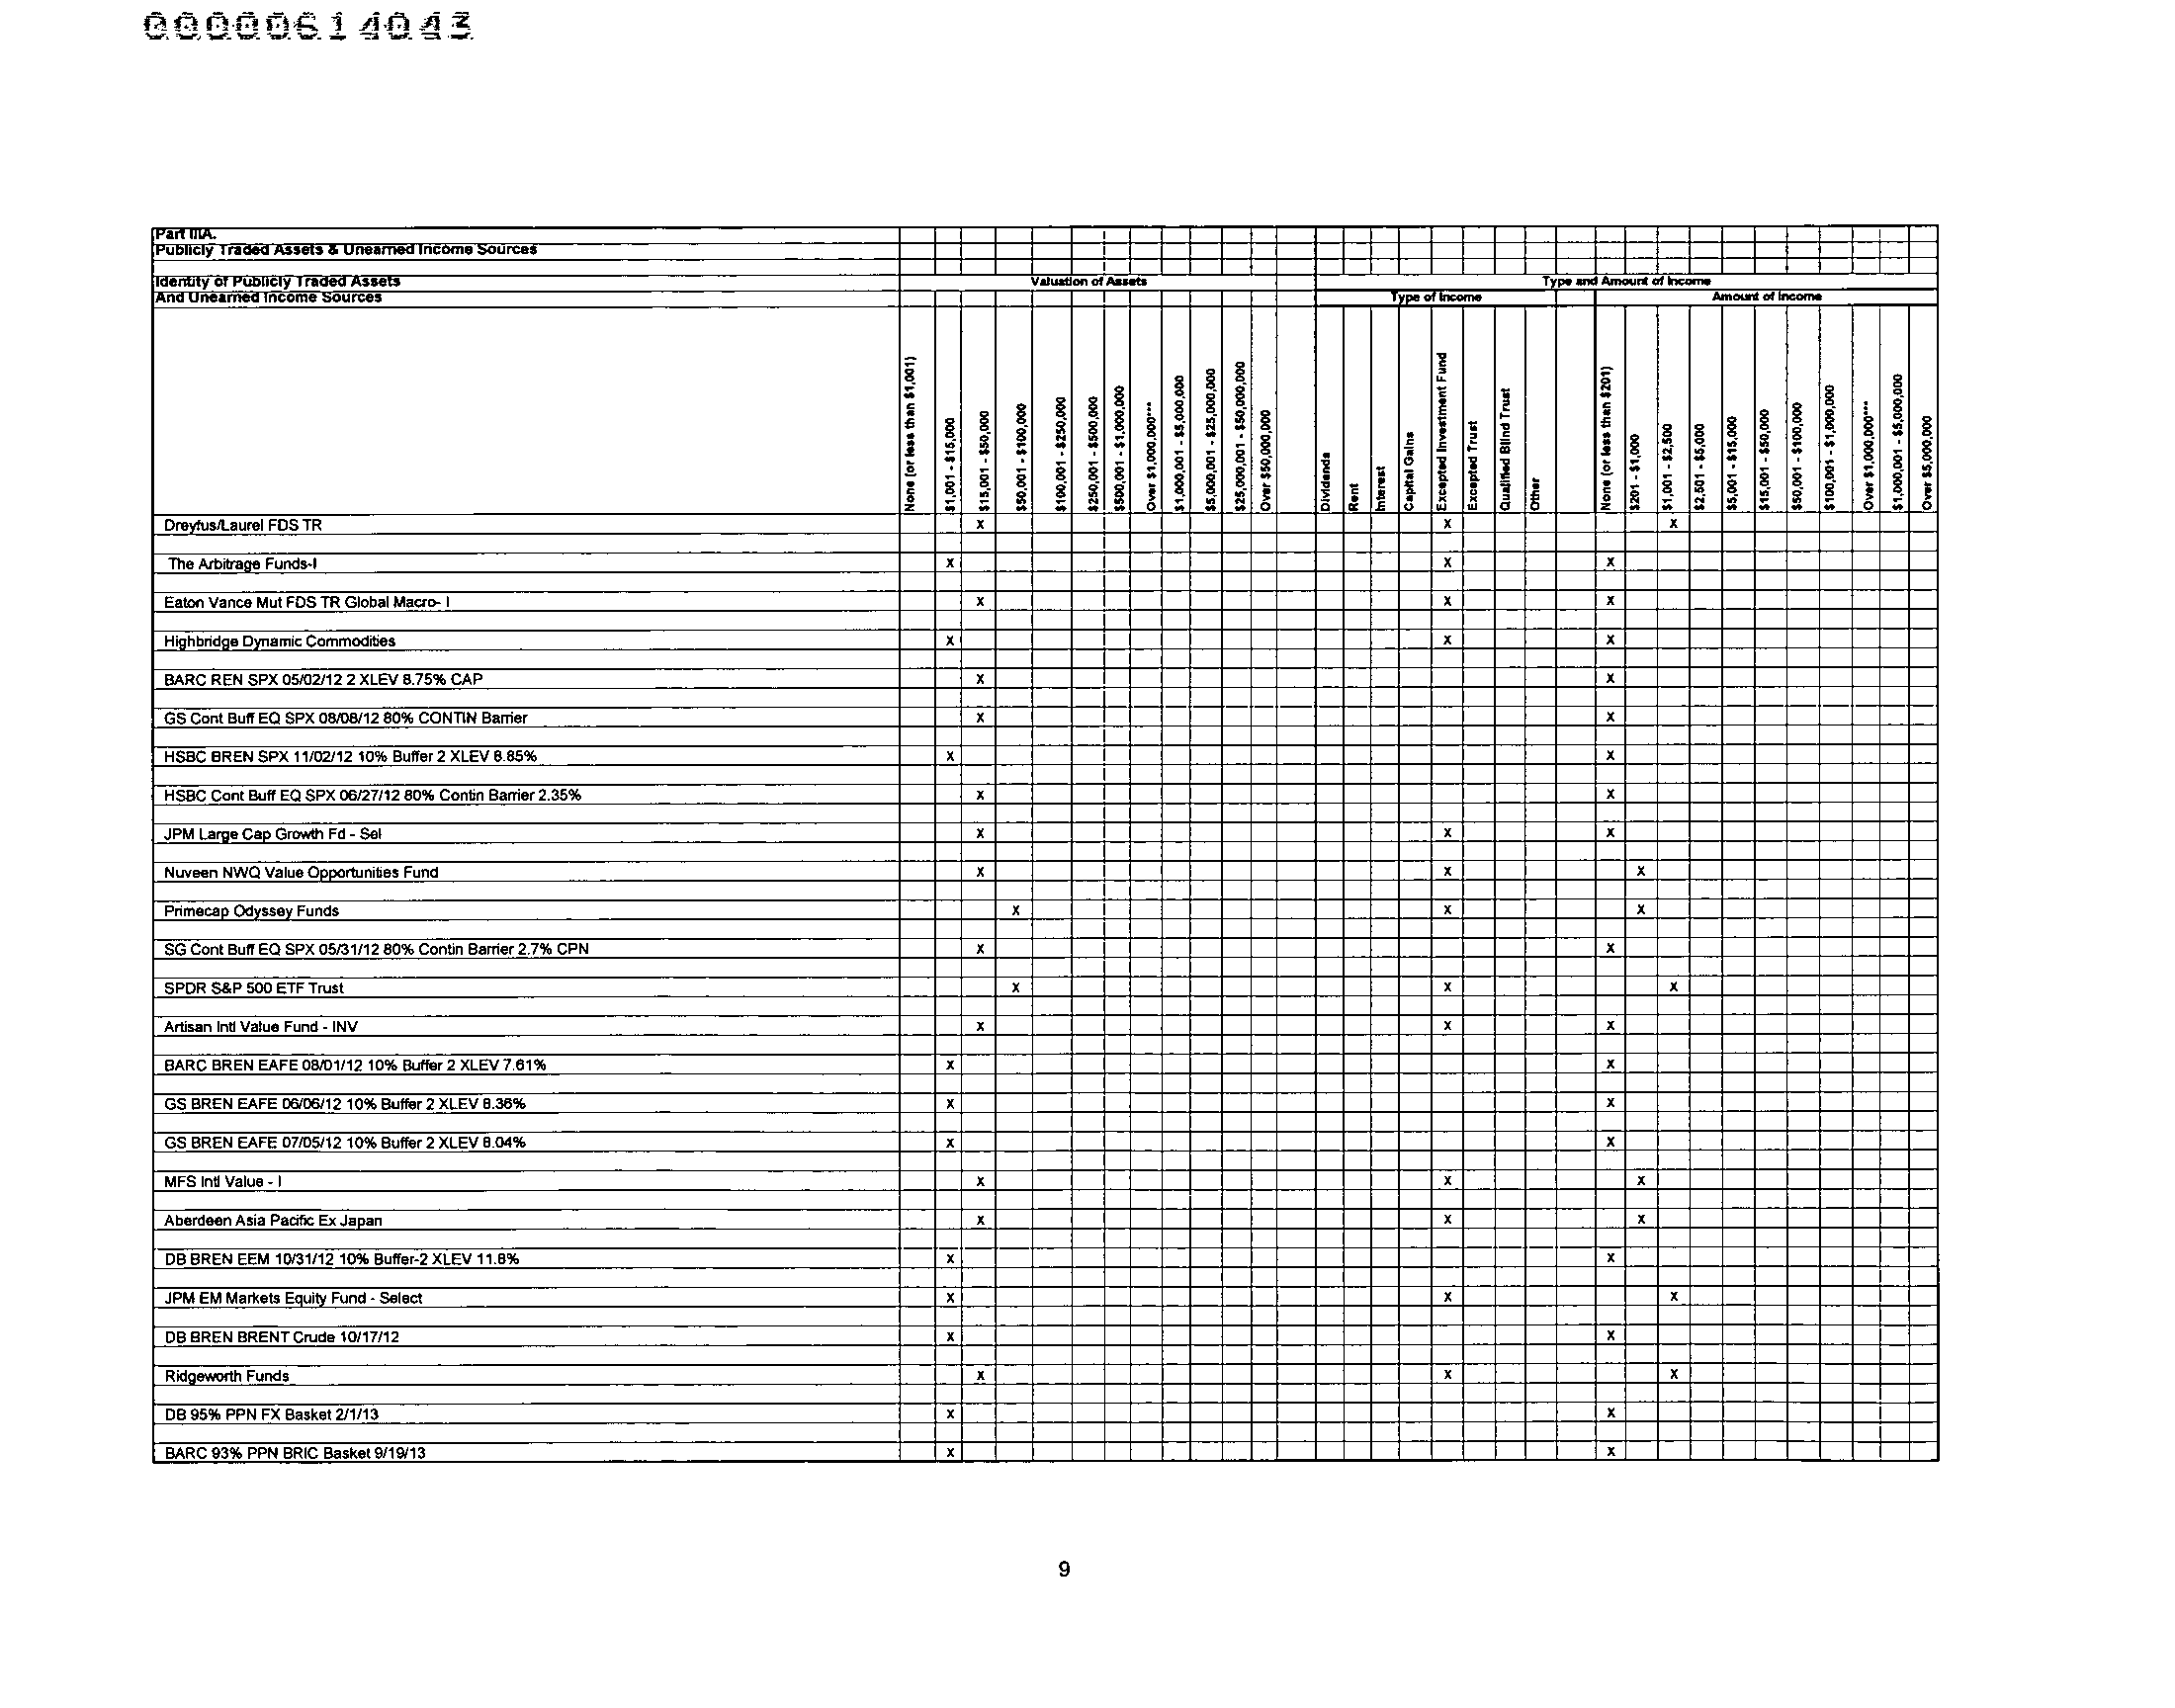 00000614043
Part IIIA.
Publicly Traded Assets & Unearned Income Sources
Identity of Publicly Traded Assets
Valuation of Assets
Type and Amount of Income
And Unearned Income Sources
Type of Income
Amount of Income
None (or less than $1,001)
$1,001 - $15,000
$15,001 - $50,000
$50,001 - $100,000
$100,001 - $250,000
$250,001 - $500,000
$500,001 - $1,000,000
Over $1,000,000***
$1,000,001 - $5,000,000
$5,000,001 - $25,000,000
$25,000,001 - $50,000,000
Over $50,000,000
Dividends
Rent
Interest
Capital Gains
Excepted Investment Fund
Excepted Trust
Qualified Blind Trust
Other
None (or less than $201)
$201 - $1,000
$1,001 - $2,500
$2,501 - $5,000
$5,001 - $15,000
$15,001 - $50,000
$50,001 - $100,000
$100,001 - $1,000,000
Over $1,000,000***
$1,000,001 - $5,000,000
Over $5,000,000
Dreyfus/Laurel FDS TR x x x
The Arbitrage Funds-I x x x
Eaton Vance Mut FDS TR Global Macro- I x x x
Highbridge Dynamic Commodities x x x
BARC REN SPX 05/02/12 2 XLEV 8.75% CAP x x
GS Cont Buff EQ SPX 08/08/12 80% CONTIN Barrier x x
HSBC BREN SPX 11/02/12 10% Buffer 2 XLEV 8.85% x x
HSBC Cont Buff EQ SPX 06/27/12 80% Contin Barrier 2.35% x x
JPM Large Cap Growth Fd - Sel x x x
Nuveen NWQ Value Opportunities Fund x x x
Primecap Odyssey Funds x x x
SG Cont Buff EQ SPX 05/31/12 80% Contin Barrier 2.7% CPN x x
SPDR S&P 500 ETF Trust x x x
Artisan Intl Value Fund - INV x x x
BARC BREN EAFE 08/01/12 10% Buffer 2 XLEV 7.61% x x
GS BREN EAFE 06/06/12 10% Buffer 2 XLEV 8.36% x x
GS BREN EAFE 07/05/12 10% Buffer 2 XLEV 8.04% x x
MFS Intl Value - I x x x
Aberdeen Asia Pacific Ex Japan x x x
DB BREN EEM 10/31/12 10% Buffer-2 XLEV 11.8% x x
JPM EM Markets Equity Fund - Select x x x
DB BREN BRENT Crude 10/17/12 x x
Ridgeworth Funds x x x
DB 95% PPN FX Basket 2/1/13 x x
BARC 93% PPN BRIC Basket 9/19/13 x x
9